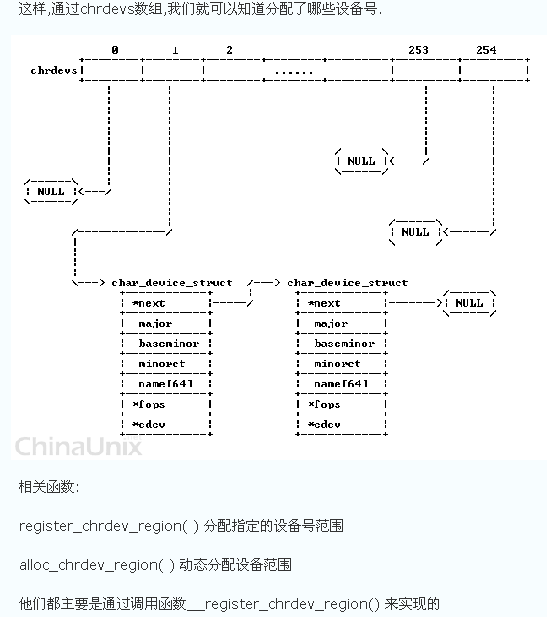 这样,通过chrdevs数组,我们就可以知道分配了哪些设备号.
0 1 2 253 254
chrdevs ......
NULL
NULL
NULL
char_device_struct char_device_struct
*next *next NULL
major major
baseminor baseminor
minorct minorct
name[64] name[64]
*fops *fops
*cdev *cdev
ChinaUnix
相关函数:
register_chrdev_region( ) 分配指定的设备号范围
alloc_chrdev_region( ) 动态分配设备范围
他们都主要是通过调用函数__register_chrdev_region() 来实现的